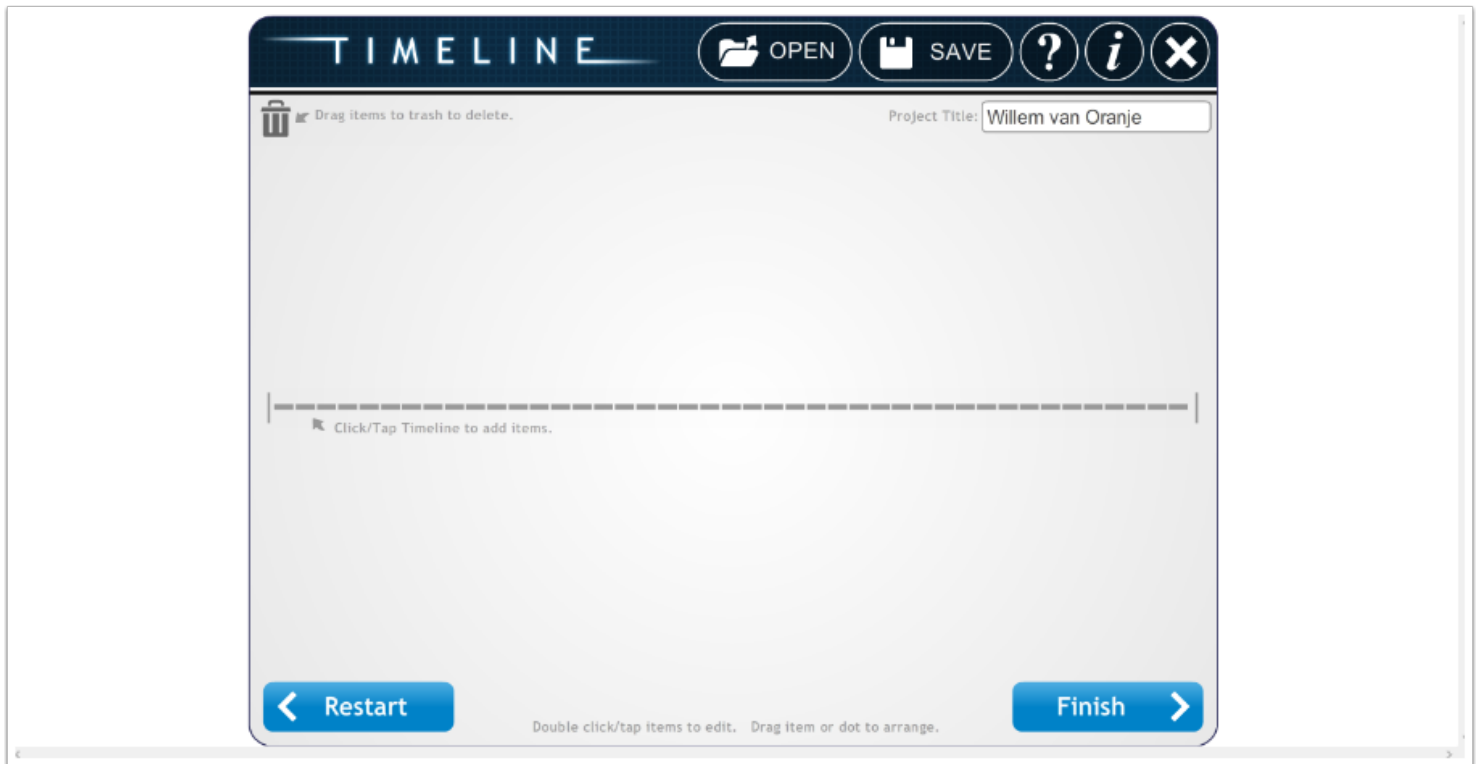 TIMELINE OPEN SAVE ? i X
Drag items to trash to delete. Project Title: Willem van Oranje
Click/Tap Timeline to add items.
Restart Finish
Double click/tap items to edit. Drag item or dot to arrange.